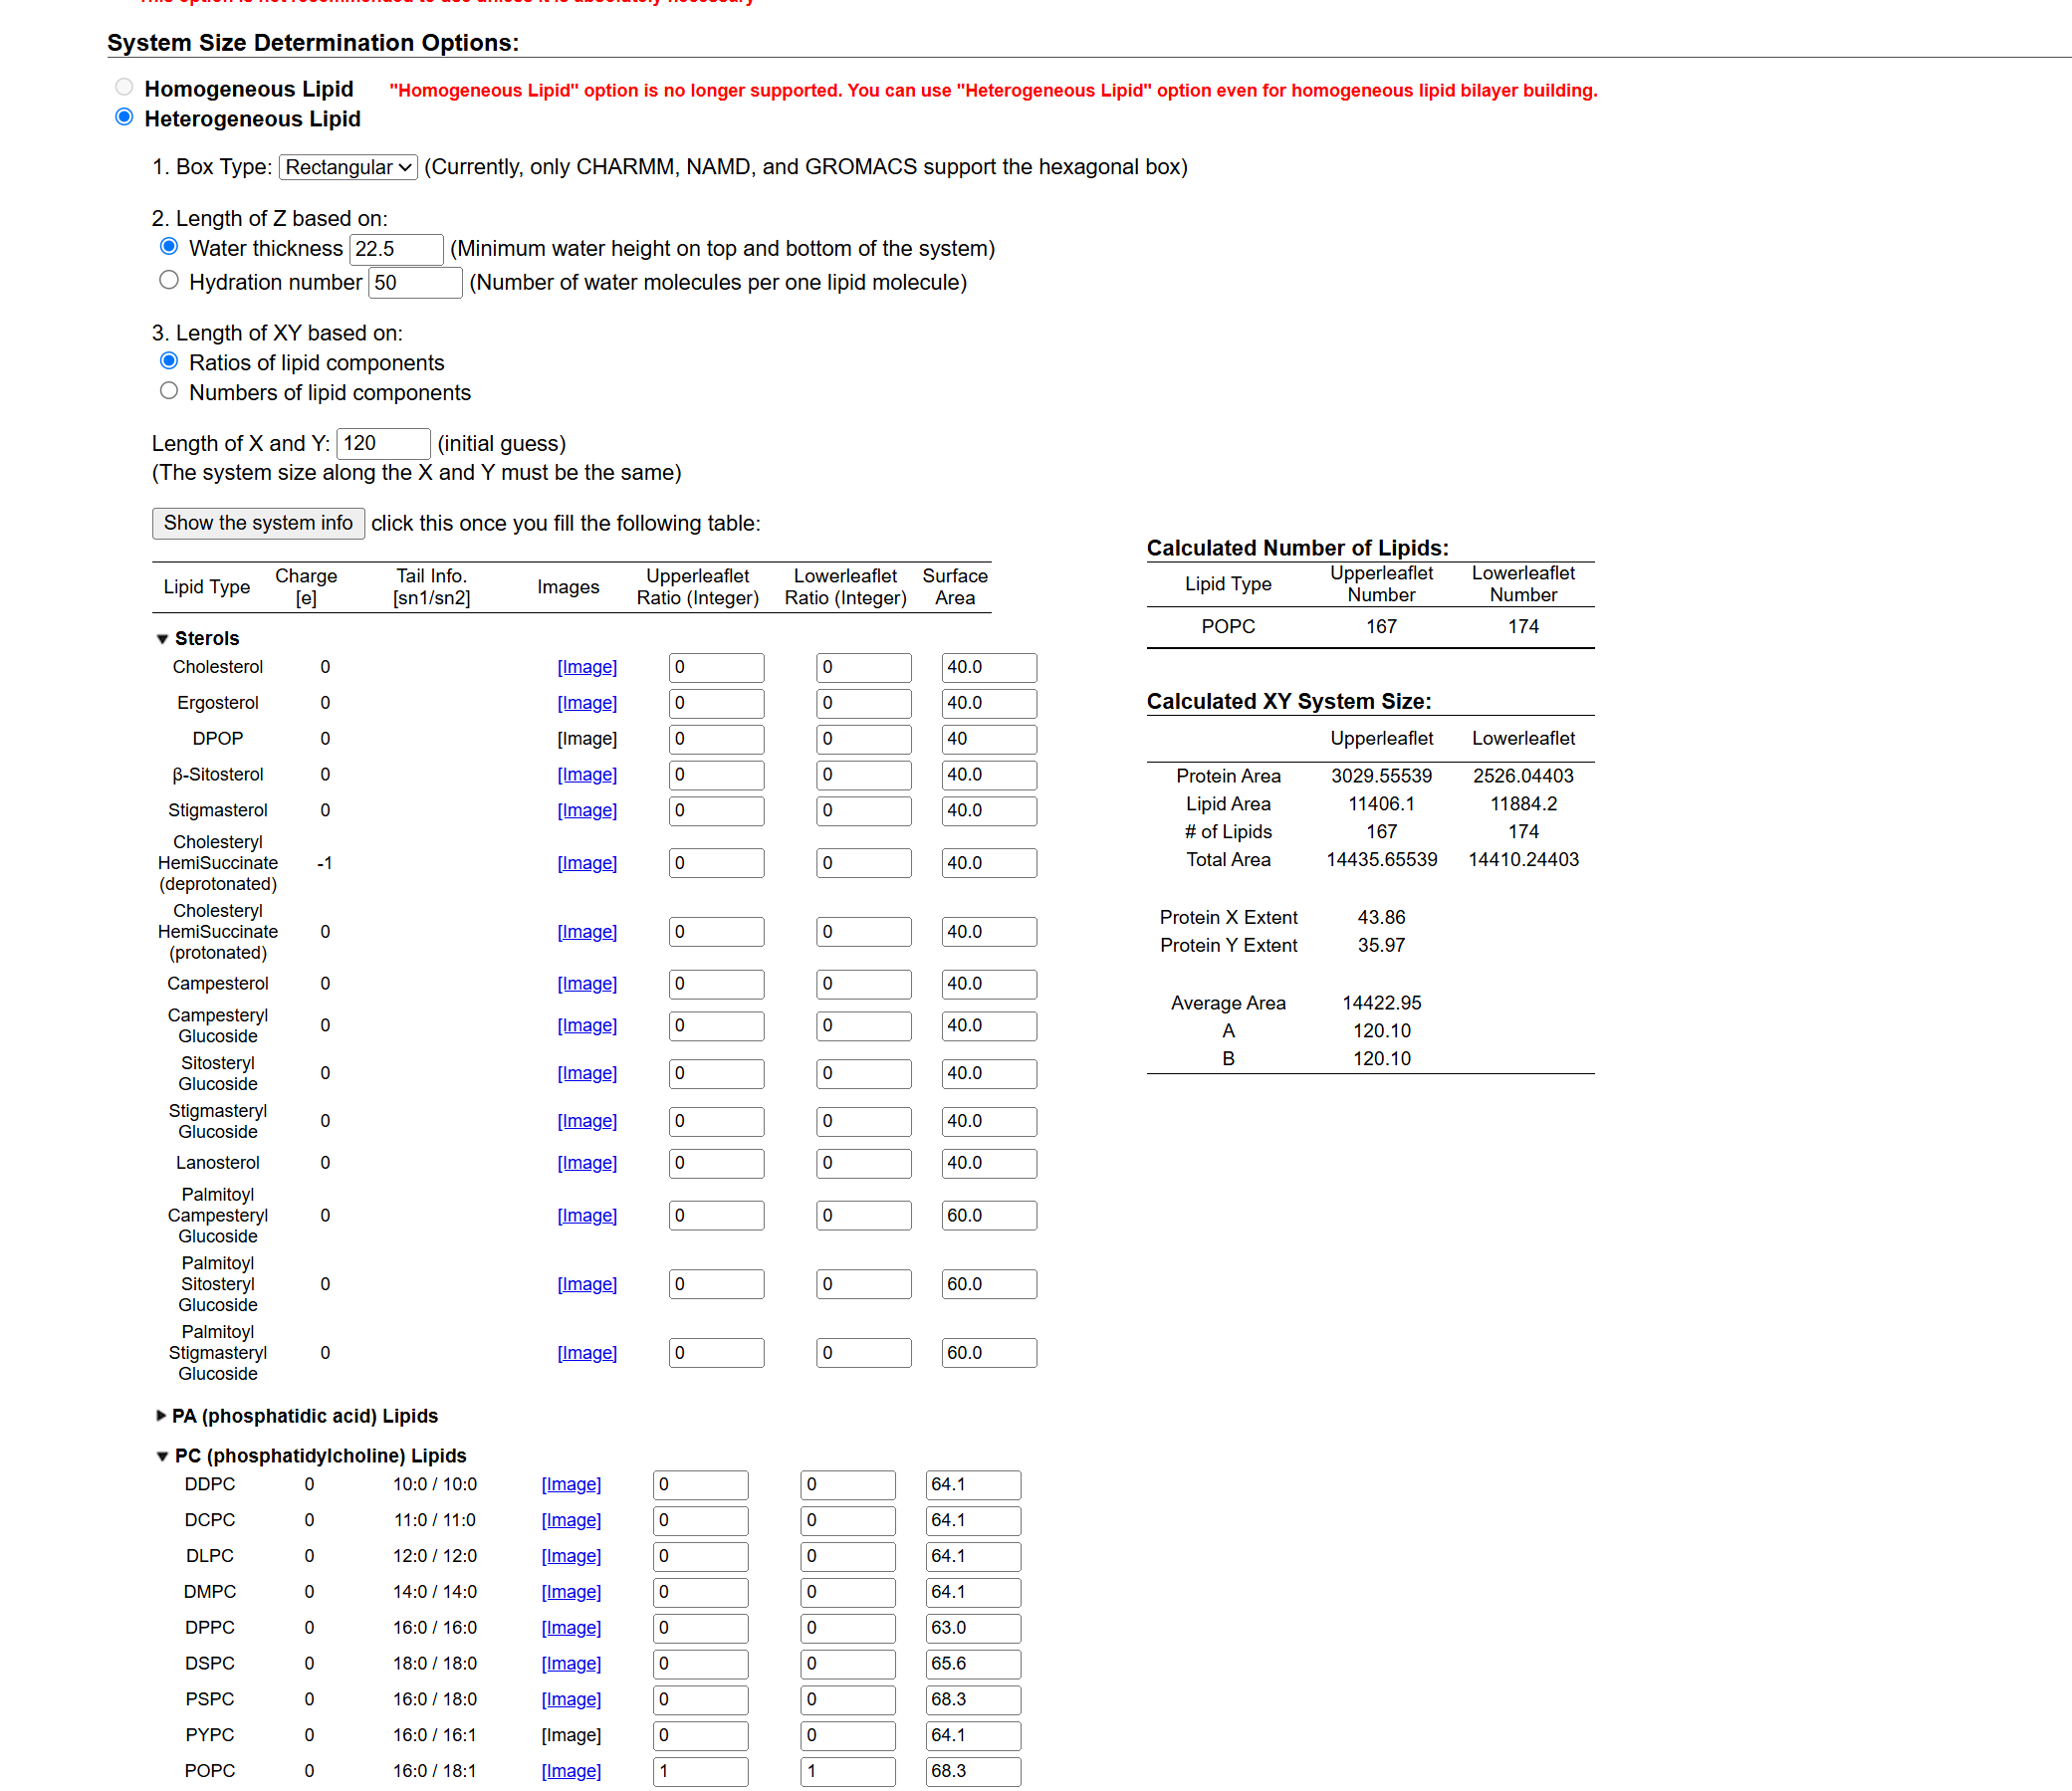 This option is not recommended to use unless it is absolutely necessary
System Size Determination Options:
Homogeneous Lipid "Homogeneous Lipid" option is no longer supported. You can use "Heterogeneous Lipid" option even for homogeneous lipid bilayer building.
Heterogeneous Lipid
1. Box Type: Rectangular (Currently, only CHARMM, NAMD, and GROMACS support the hexagonal box)
2. Length of Z based on:
Water thickness 22.5 (Minimum water height on top and bottom of the system)
Hydration number 50 (Number of water molecules per one lipid molecule)
3. Length of XY based on:
Ratios of lipid components
Numbers of lipid components
Length of X and Y: 120 (initial guess)
(The system size along the X and Y must be the same)
Show the system info click this once you fill the following table:
Lipid Type Charge [e] Tail Info. [sn1/sn2] Images Upperleaflet Ratio (Integer) Lowerleaflet Ratio (Integer) Surface Area
Sterols
Cholesterol 0 [Image] 0 0 40.0
Ergosterol 0 [Image] 0 0 40.0
DPOP 0 [Image] 0 0 40
β-Sitosterol 0 [Image] 0 0 40.0
Stigmasterol 0 [Image] 0 0 40.0
Cholesteryl
HemiSuccinate -1 [Image] 0 0 40.0
(deprotonated)
Cholesteryl
HemiSuccinate 0 [Image] 0 0 40.0
(protonated)
Campesterol 0 [Image] 0 0 40.0
Campesteryl
Glucoside 0 [Image] 0 0 40.0
Sitosteryl
Glucoside 0 [Image] 0 0 40.0
Stigmasteryl
Glucoside 0 [Image] 0 0 40.0
Lanosterol 0 [Image] 0 0 40.0
Palmitoyl
Campesteryl 0 [Image] 0 0 60.0
Glucoside
Palmitoyl
Sitosteryl 0 [Image] 0 0 60.0
Glucoside
Palmitoyl
Stigmasteryl 0 [Image] 0 0 60.0
Glucoside
PA (phosphatidic acid) Lipids
PC (phosphatidylcholine) Lipids
DDPC 0 10:0 / 10:0 [Image] 0 0 64.1
DCPC 0 11:0 / 11:0 [Image] 0 0 64.1
DLPC 0 12:0 / 12:0 [Image] 0 0 64.1
DMPC 0 14:0 / 14:0 [Image] 0 0 64.1
DPPC 0 16:0 / 16:0 [Image] 0 0 63.0
DSPC 0 18:0 / 18:0 [Image] 0 0 65.6
PSPC 0 16:0 / 18:0 [Image] 0 0 68.3
PYPC 0 16:0 / 16:1 [Image] 0 0 64.1
POPC 0 16:0 / 18:1 [Image] 1 1 68.3
Calculated Number of Lipids:
Lipid Type Upperleaflet Number Lowerleaflet Number
POPC 167 174
Calculated XY System Size:
Upperleaflet Lowerleaflet
Protein Area 3029.55539 2526.04403
Lipid Area 11406.1 11884.2
# of Lipids 167 174
Total Area 14435.65539 14410.24403
Protein X Extent 43.86
Protein Y Extent 35.97
Average Area 14422.95
A 120.10
B 120.10